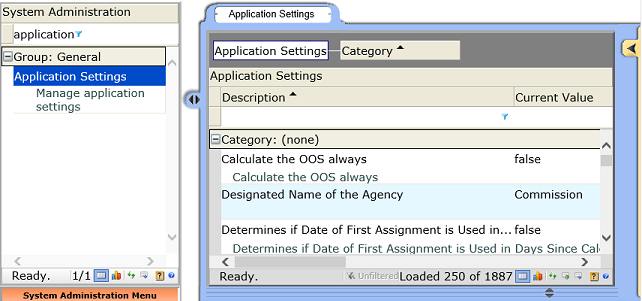 System Administration
application
Group: General
Application Settings
Manage application
settings
Ready.
1/1
System Administration Menu
Application Settings
Application Settings
Category
Application Settings
Description
Current Value
Category: (none)
Calculate the OOS always
false
Calculate the OOS always
Designated Name of the Agency
Commission
Determines if Date of First Assignment is Used in...
false
Determines if Date of First Assignment is Used in Days Since Calc
Ready.
Unfiltered
Loaded 250 of 1887